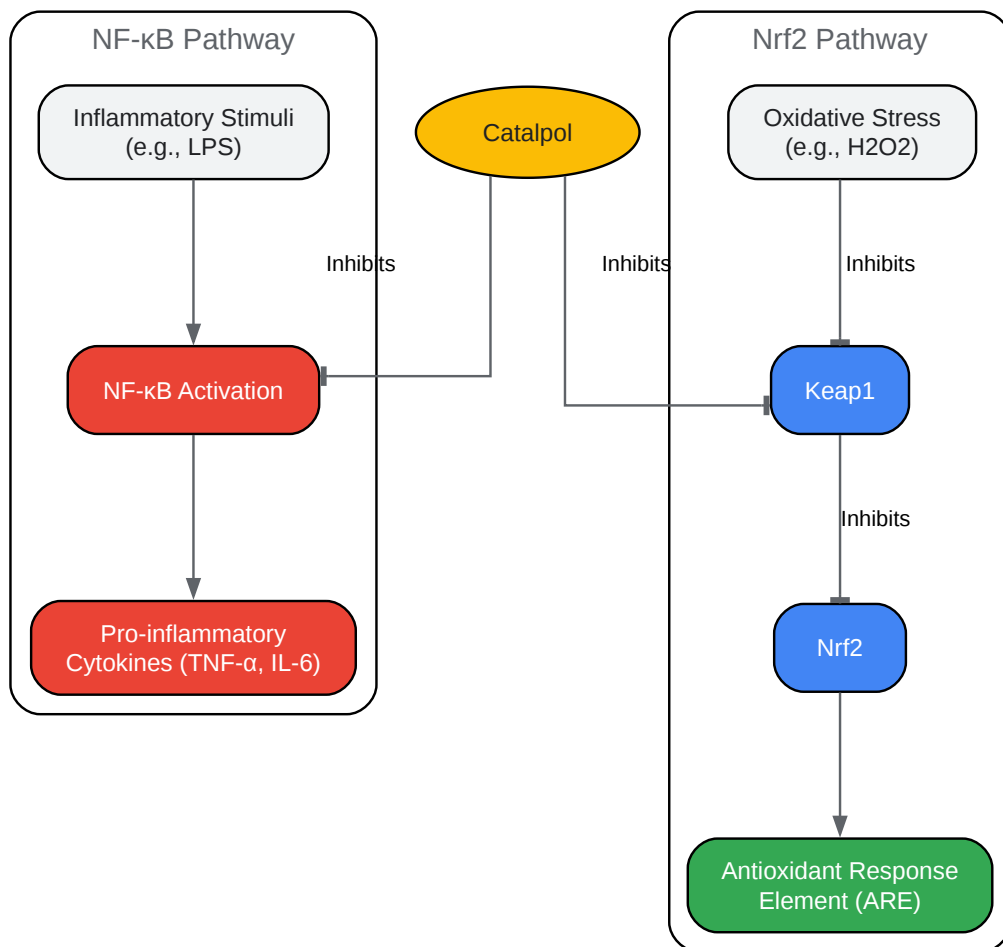 NF-κB Pathway
Inflammatory Stimuli
(e.g., LPS)
Inhibits
NF-κB Activation
Pro-inflammatory
Cytokines (TNF-α, IL-6)
Catalpol
Inhibits
Nrf2 Pathway
Oxidative Stress
(e.g., H2O2)
Inhibits
Keap1
Inhibits
Nrf2
Antioxidant Response
Element (ARE)